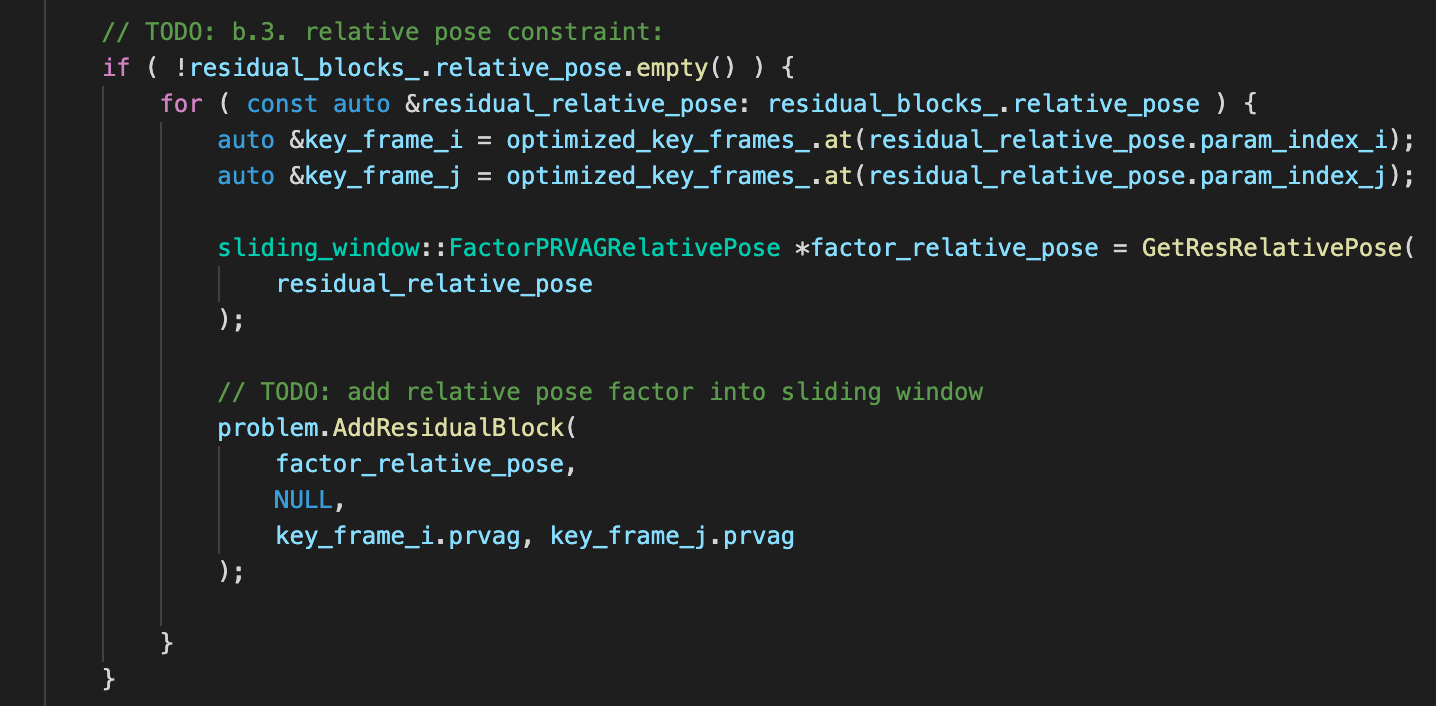 // TODO: b.3. relative pose constraint:
if ( !residual_blocks_.relative_pose.empty() ) {
for ( const auto &residual_relative_pose: residual_blocks_.relative_pose ) {
auto &key_frame_i = optimized_key_frames_.at(residual_relative_pose.param_index_i);
auto &key_frame_j = optimized_key_frames_.at(residual_relative_pose.param_index_j);
sliding_window::FactorPRVAGRelativePose *factor_relative_pose = GetResRelativePose(
residual_relative_pose
);
// TODO: add relative pose factor into sliding window
problem.AddResidualBlock(
factor_relative_pose,
NULL,
key_frame_i.prvag, key_frame_j.prvag
);
}
}